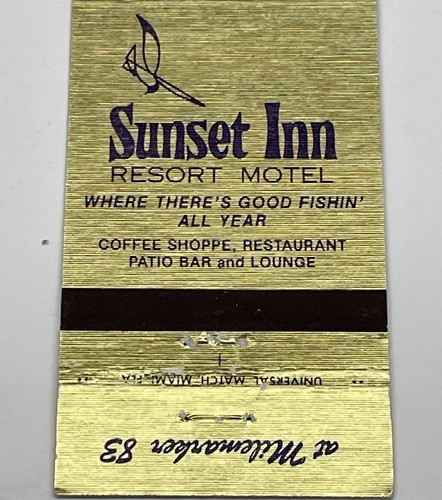 Sunset Inn
RESORT MOTEL
WHERE THERE'S GOOD FISHIN'
ALL YEAR
COFFEE SHOPPE, RESTAURANT
PATIO BAR and LOUNGE
UNIVERSAL MATCH, MIAMI, FLA
at Milemarker 83